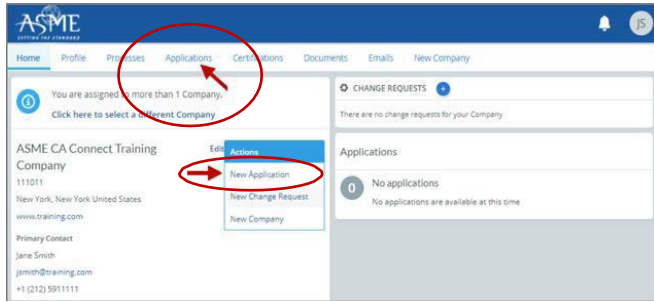 ASME
SETTING THE STANDARD
JS
Home Profile Processes Applications Certifications Documents Emails New Company
You are assigned to more than 1 Company.
Click here to select a different Company
CHANGE REQUESTS +
There are no change requests for your Company
ASME CA Connect Training
Company
111011
New York, New York United States
www.training.com
Primary Contact
Jane Smith
jsmith@training.com
+1 (212) 5911111
Edit
Actions
New Application
New Change Request
New Company
Applications
0
No applications
No applications are available at this time